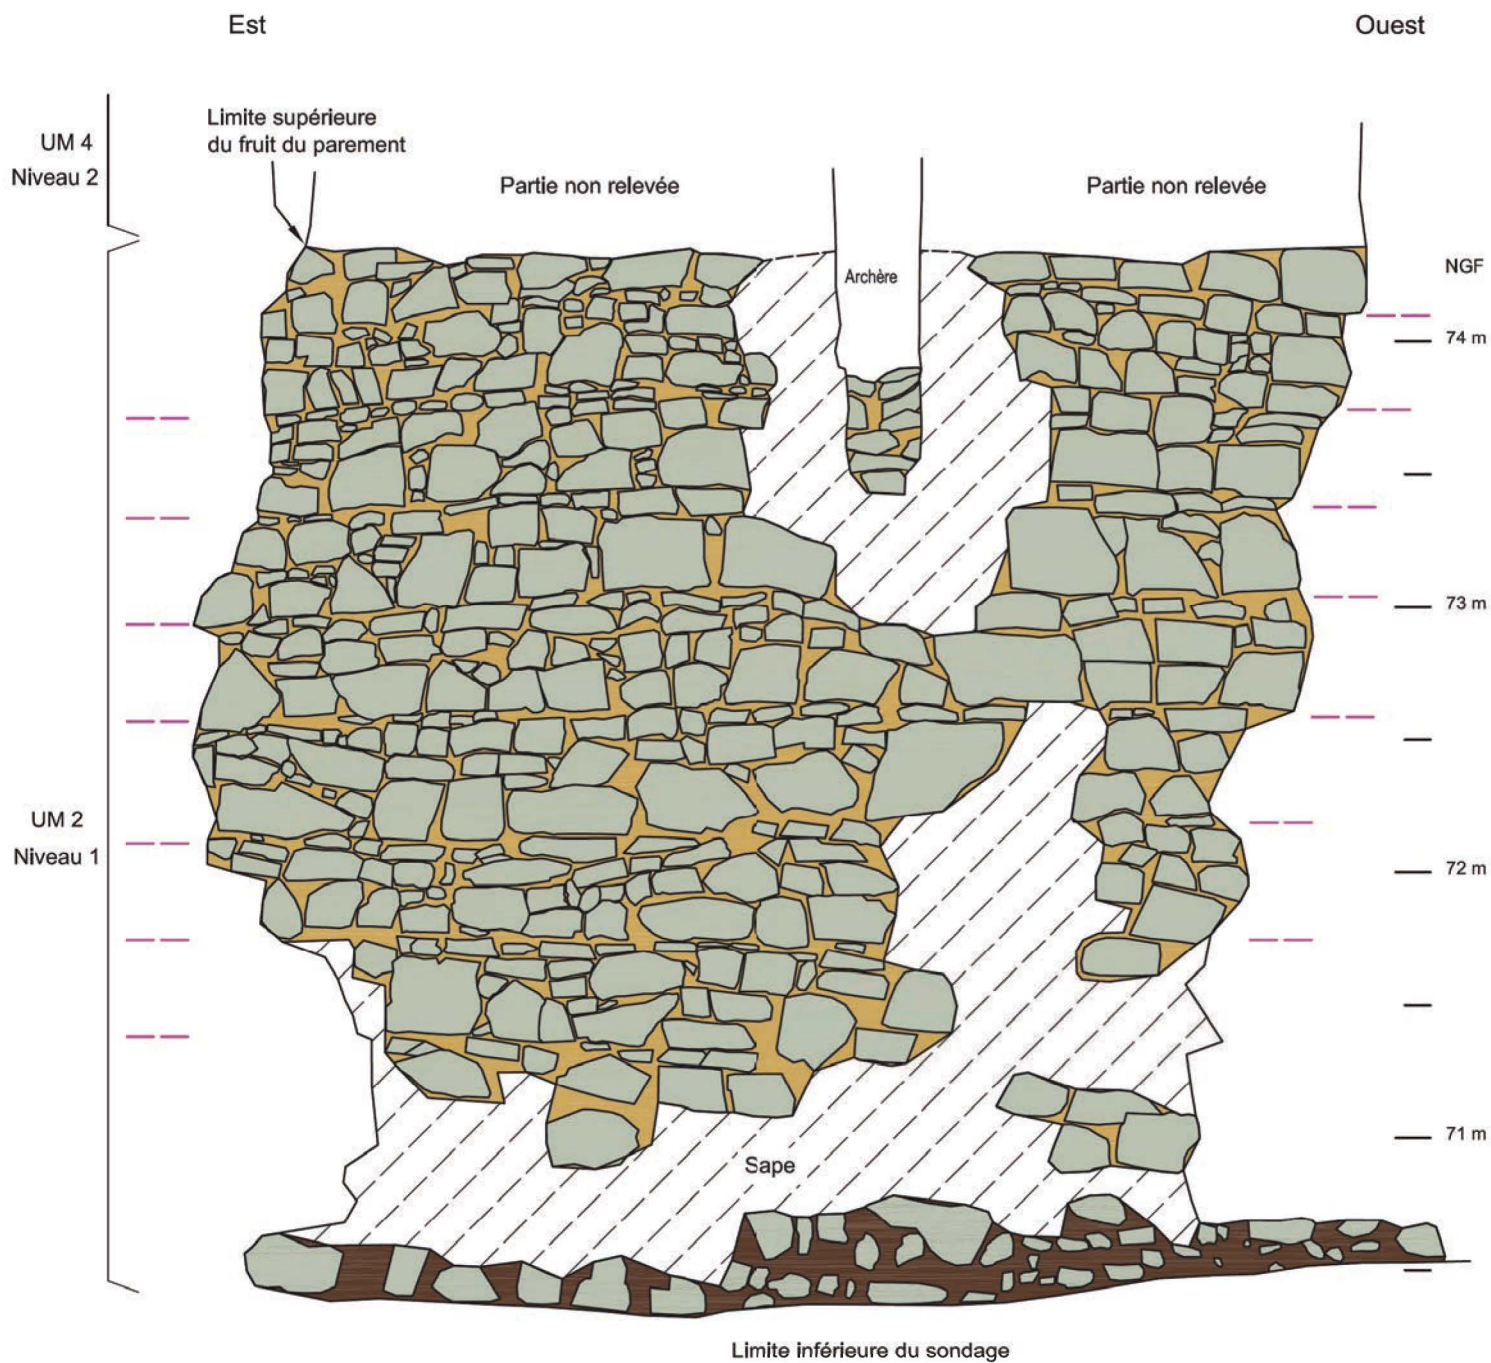 Est
Ouest
Limite supérieure
du fruit du parement
UM 4
Niveau 2
Partie non relevée
Partie non relevée
Archère
NGF
74 m
73 m
UM 2
Niveau 1
72 m
71 m
Sape
Limite inférieure du sondage